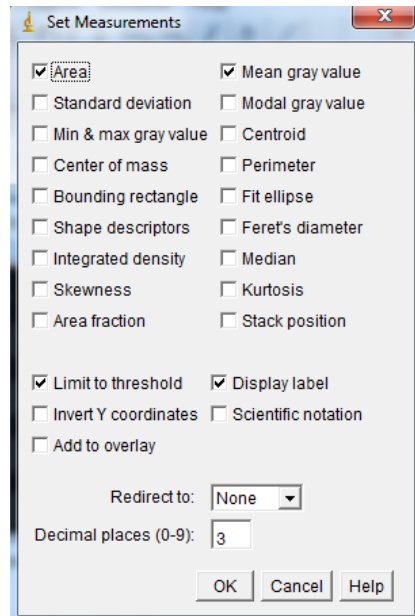 Set Measurements
Area Mean gray value
Standard deviation Modal gray value
Min & max gray value Centroid
Center of mass Perimeter
Bounding rectangle Fit ellipse
Shape descriptors Feret's diameter
Integrated density Median
Skewness Kurtosis
Area fraction Stack position
Limit to threshold Display label
Invert Y coordinates Scientific notation
Add to overlay
Redirect to: None
Decimal places (0-9): 3
OK Cancel Help